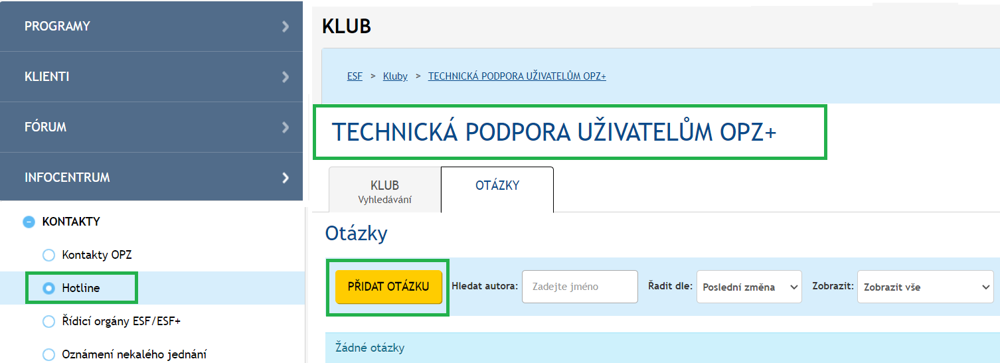 PROGRAMY
KLIENTI
FÓRUM
INFOCENTRUM
KONTAKTY
Kontakty OPZ
Hotline
Řídicí orgány ESF/ESF+
Oznámení nekalého jednání
KLUB
ESF > Kluby > TECHNICKÁ PODPORA UŽIVATELŮM OPZ+
TECHNICKÁ PODPORA UŽIVATELŮM OPZ+
KLUB
Vyhledávání
OTÁZKY
Otázky
PŘIDAT OTÁZKU Hledat autora: Zadejte jméno Řadit dle: Poslední změna Zobrazit: Zobrazit vše
Žádné otázky